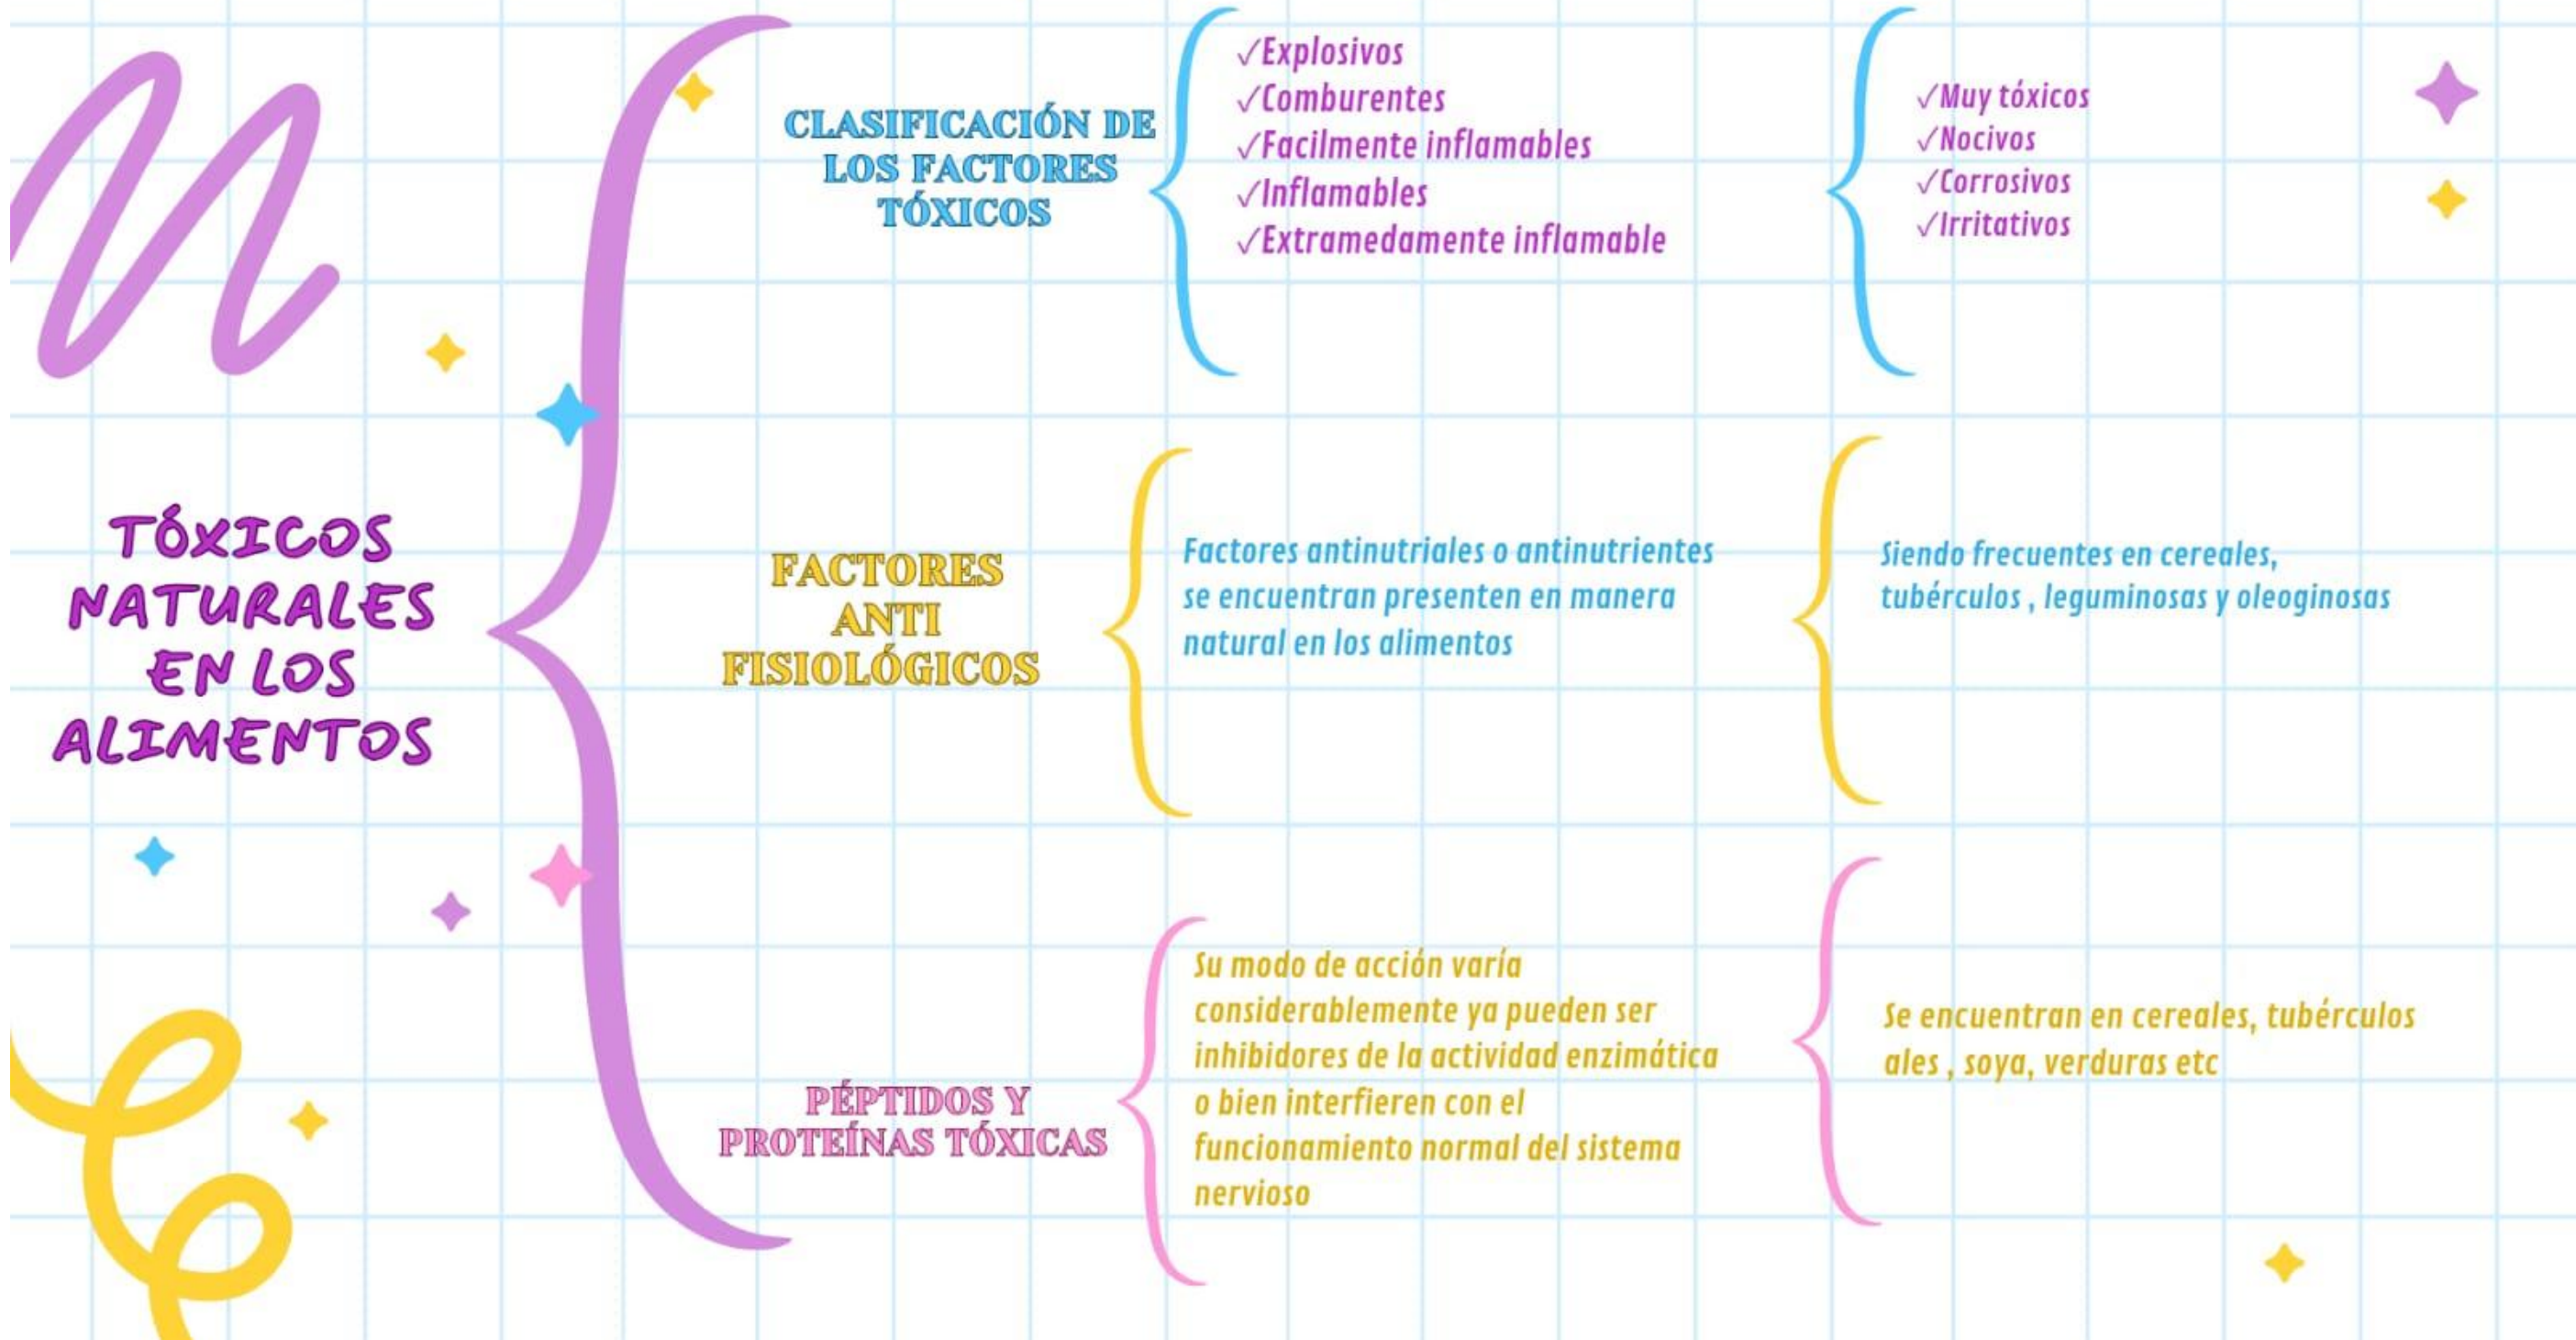 TÓXICOS
NATURALES
EN LOS
ALIMENTOS
CLASIFICACIÓN DE
LOS FACTORES
TÓXICOS
✓Explosivos
✓Comburentes
✓Facilmente inflamables
✓Inflamables
✓Extramedamente inflamable
✓Muy tóxicos
✓Nocivos
✓Corrosivos
✓Irritativos
FACTORES
ANTI
FISIOLÓGICOS
Factores antinutriales o antinutrientes
se encuentran presenten en manera
natural en los alimentos
Siendo frecuentes en cereales,
tubérculos , leguminosas y oleoginosas
PÉPTIDOS Y
PROTEÍNAS TÓXICAS
Su modo de acción varía
considerablemente ya pueden ser
inhibidores de la actividad enzimática
o bien interfieren con el
funcionamiento normal del sistema
nervioso
Se encuentran en cereales, tubérculos
ales , soya, verduras etc